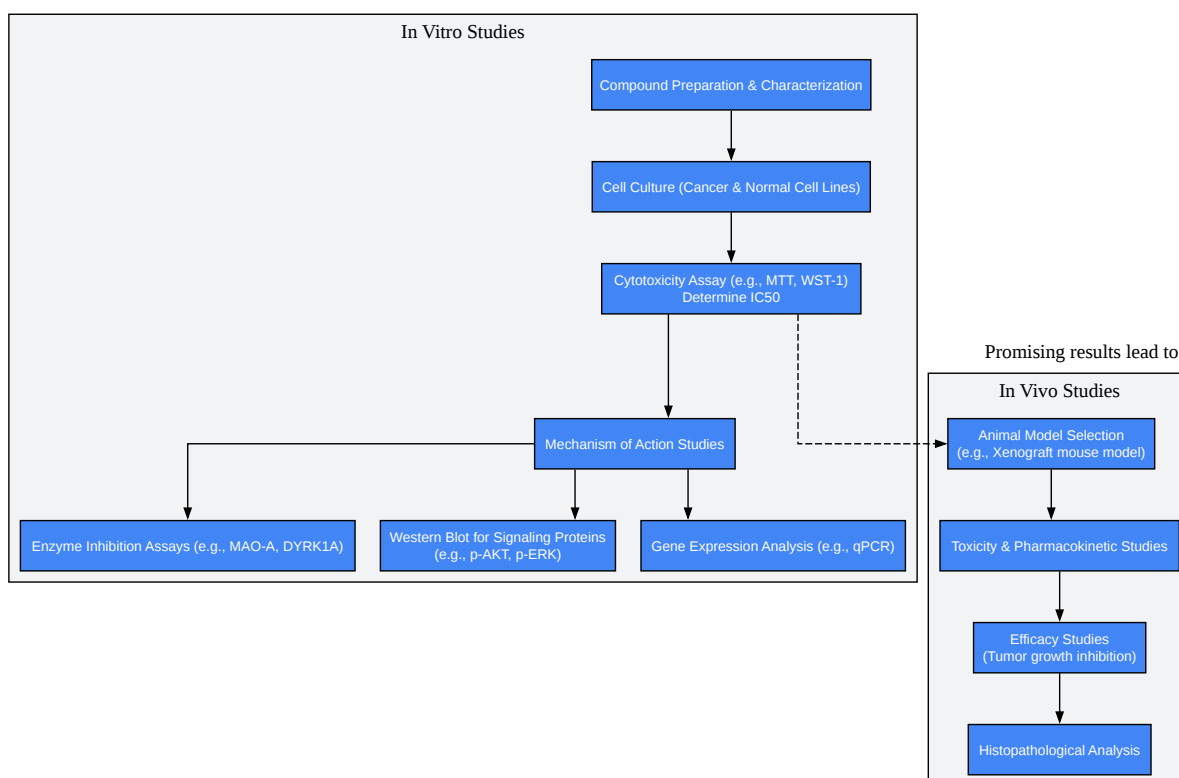 In Vitro Studies
Compound Preparation & Characterization
Cell Culture (Cancer & Normal Cell Lines)
Cytotoxicity Assay (e.g., MTT, WST-1)
Determine IC50
Promising results lead to
In Vivo Studies
Mechanism of Action Studies
Animal Model Selection
(e.g., Xenograft mouse model)
Enzyme Inhibition Assays (e.g., MAO-A, DYRK1A)
Western Blot for Signaling Proteins
(e.g., p-AKT, p-ERK)
Gene Expression Analysis (e.g., qPCR)
Toxicity & Pharmacokinetic Studies
Efficacy Studies
(Tumor growth inhibition)
Histopathological Analysis